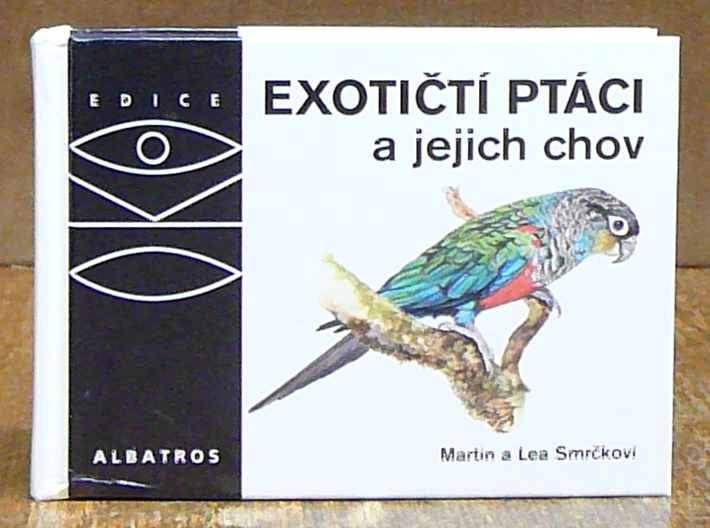 EDICE
EXOTIČTÍ PTÁCI
a jejich chov
Martin a Lea Smrčkovi
ALBATROS